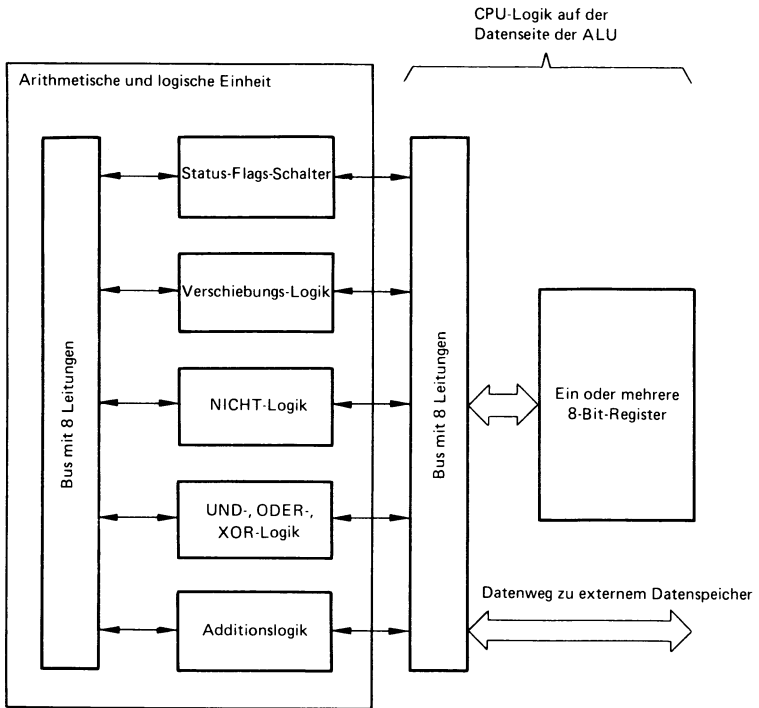 CPU-Logik auf der
Datenseite der ALU
Arithmetische und logische Einheit
Bus mit 8 Leitungen
Status-Flags-Schalter
Verschiebungs-Logik
NICHT-Logik
UND-, ODER-,
XOR-Logik
Additionslogik
Bus mit 8 Leitungen
Ein oder mehrere
8-Bit-Register
Datenweg zu externem Datenspeicher